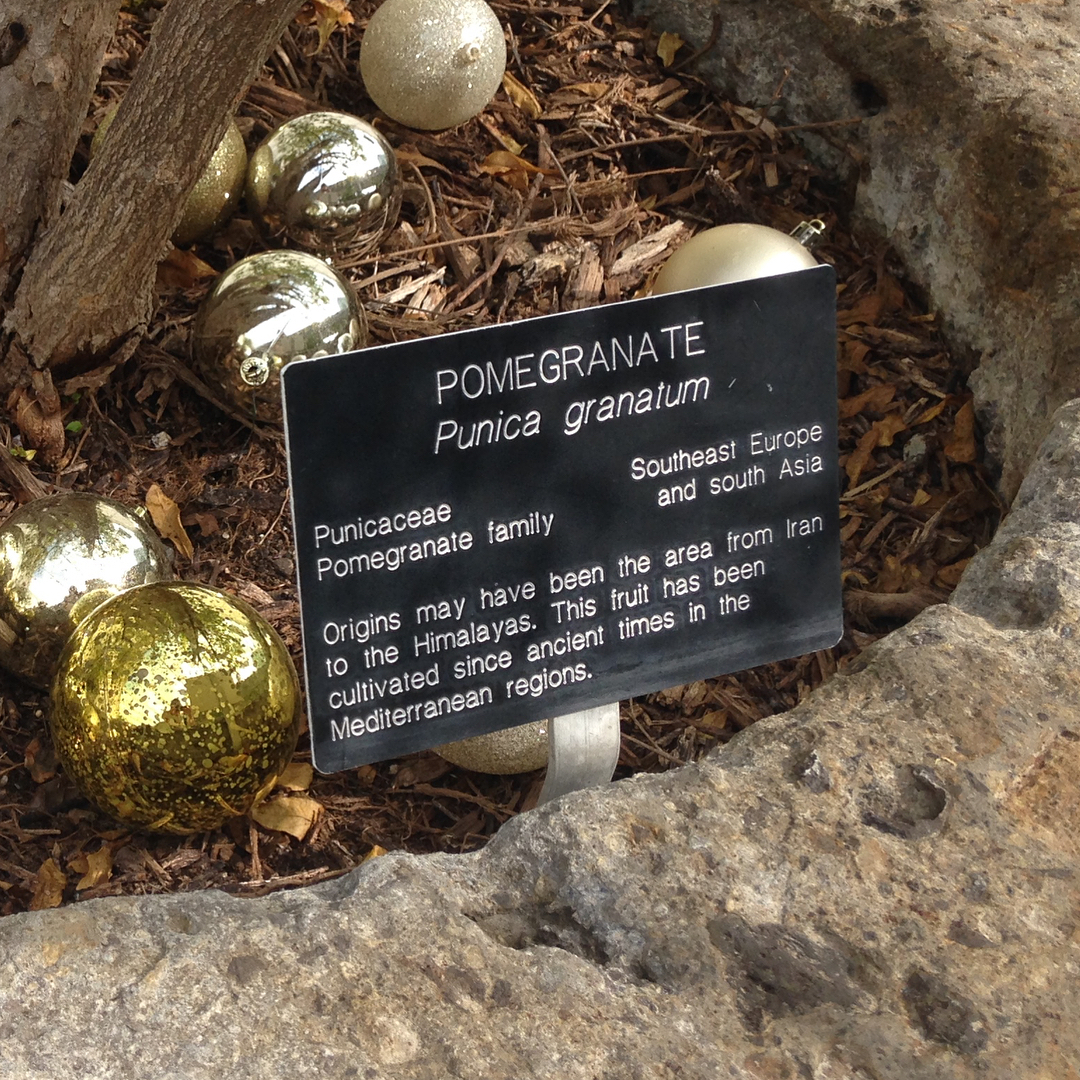 POMEGRANATE
Punica granatum
Southeast Europe
and south Asia
Punicaceae
Pomegranate family
Origins may have been the area from Iran
to the Himalayas. This fruit has been
cultivated since ancient times in the
Mediterranean regions.